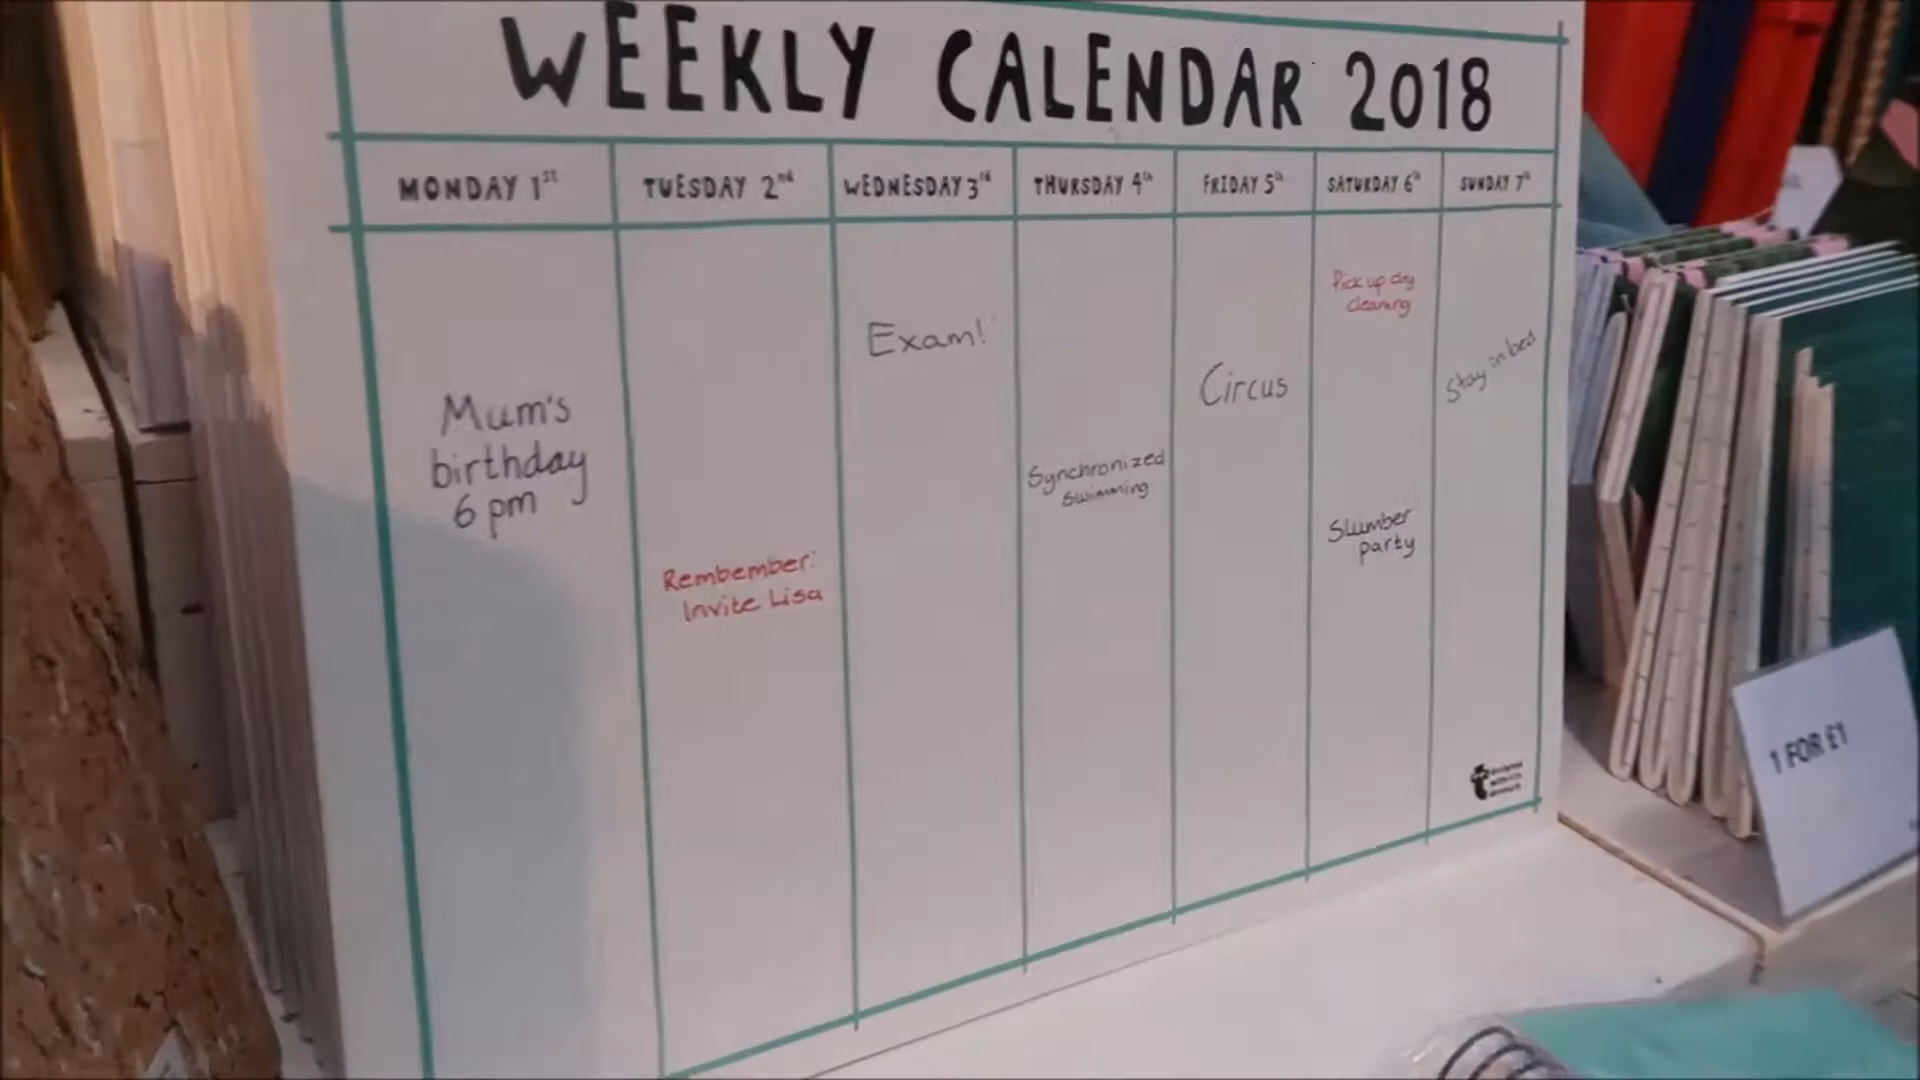 WEEKLY CALENDAR 2018
MONDAY 1st
TUESDAY 2nd
WEDNESDAY 3rd
THURSDAY 4th
FRIDAY 5th
SATURDAY 6th
SUNDAY 7th
Mum's
birthday
6 pm
Rembember:
Invite Lisa
Exam!
Synchronized
swimming
Circus
Pick up dry
cleaning
Slumber
party
Stay in bed
1 FOR £1